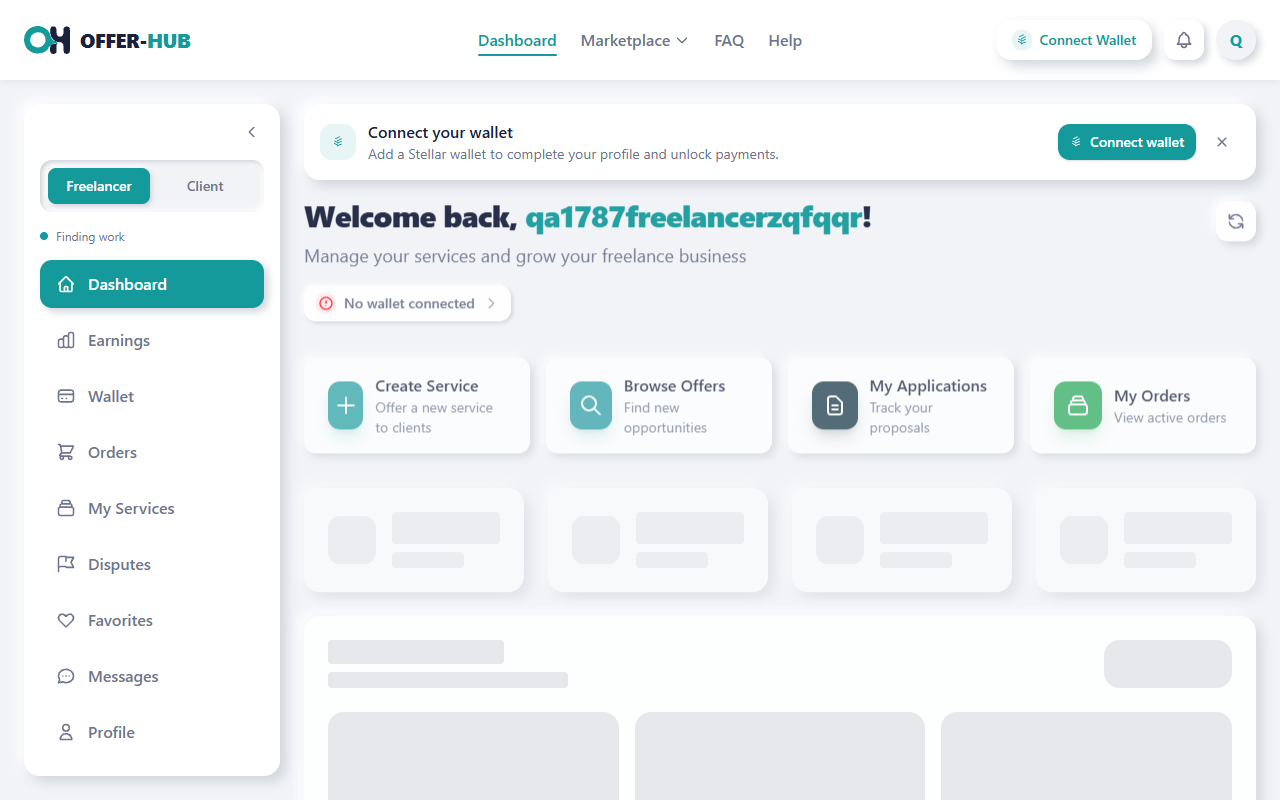 OH OFFER-HUB
Dashboard
Marketplace
FAQ
Help
Connect Wallet
Q
Freelancer
Client
Finding work
Dashboard
Earnings
Wallet
Orders
My Services
Disputes
Favorites
Messages
Profile
Connect your wallet
Add a Stellar wallet to complete your profile and unlock payments.
Connect wallet
Welcome back, qa1787freelancerzqfqqr!
Manage your services and grow your freelance business
No wallet connected
Create Service
Offer a new service
to clients
Browse Offers
Find new
opportunities
My Applications
Track your
proposals
My Orders
View active orders